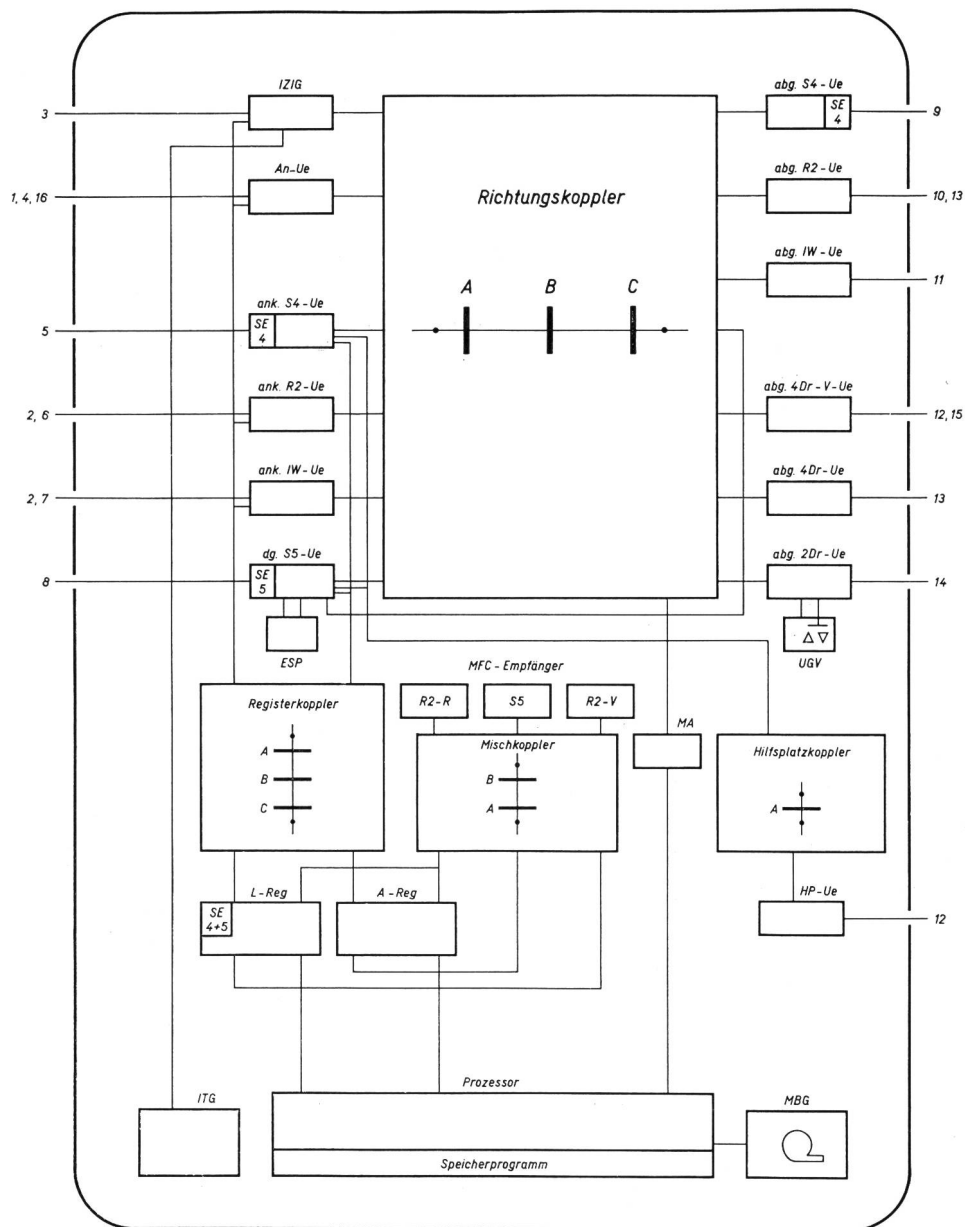 IZIG
3
abg. S4-Ue
SE 4
9
An-Ue
1, 4, 16
Richtungskoppler
abg. R2-Ue
10, 13
abg. IW-Ue
11
A B C
ank. S4-Ue
5
SE 4
ank. R2-Ue
2, 6
abg. 4Dr-V-Ue
12, 15
ank. IW-Ue
2, 7
abg. 4Dr-Ue
13
dg. S5-Ue
8
SE 5
abg. 2Dr-Ue
14
ESP
UGV
MFC-Empfänger
R2-R
S5
R2-V
Registerkoppler
A
B
C
Mischkoppler
B
A
MA
Hilfsplatzkoppler
A
L-Reg
SE 4+5
A-Reg
HP-Ue
12
Prozessor
Speicherprogramm
ITG
MBG